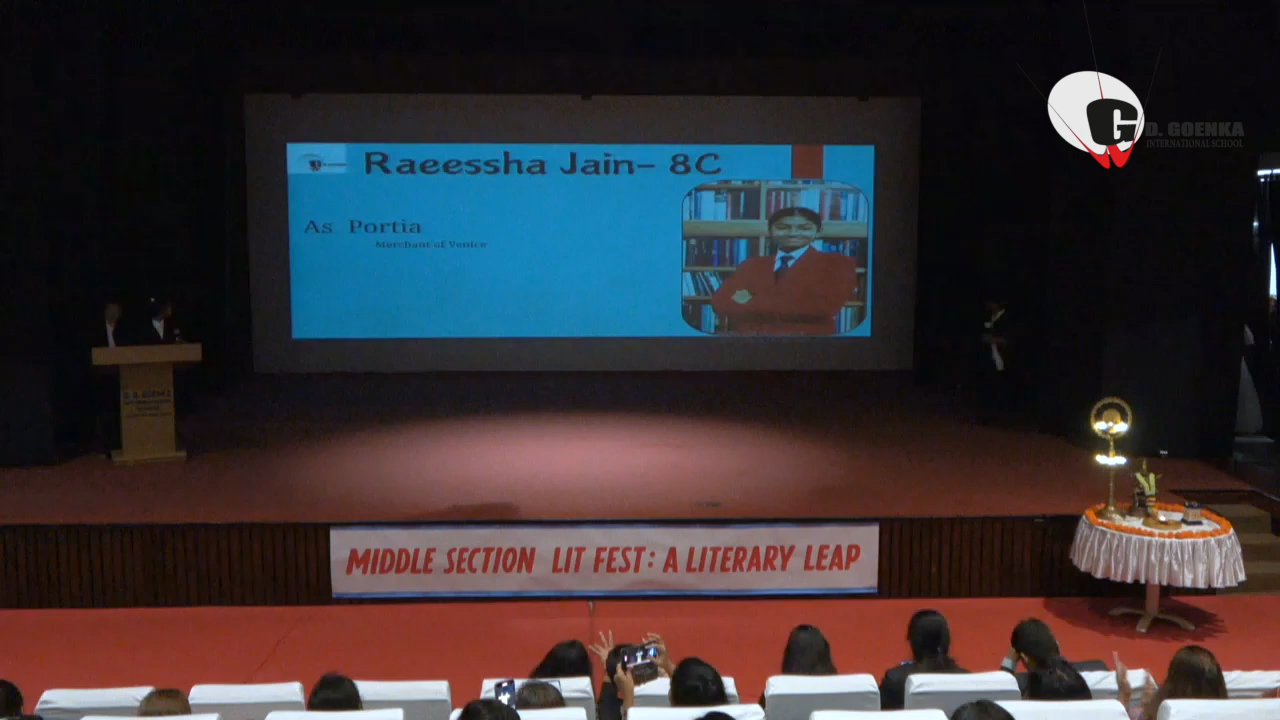 Raeessha Jain- 8C
As Portia
Merchant of Venice
D. GOENKA
INTERNATIONAL SCHOOL
MIDDLE SECTION LIT FEST: A LITERARY LEAP